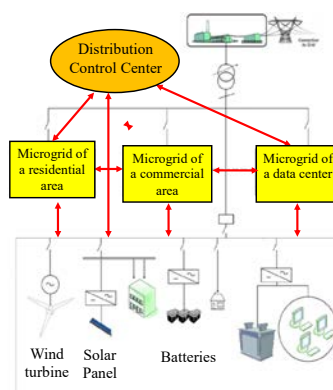 Distribution
Control Center
Microgrid of
a residential
area
Microgrid of
a commercial
area
Microgrid of
a data center
Wind
turbine
Solar
Panel
Batteries